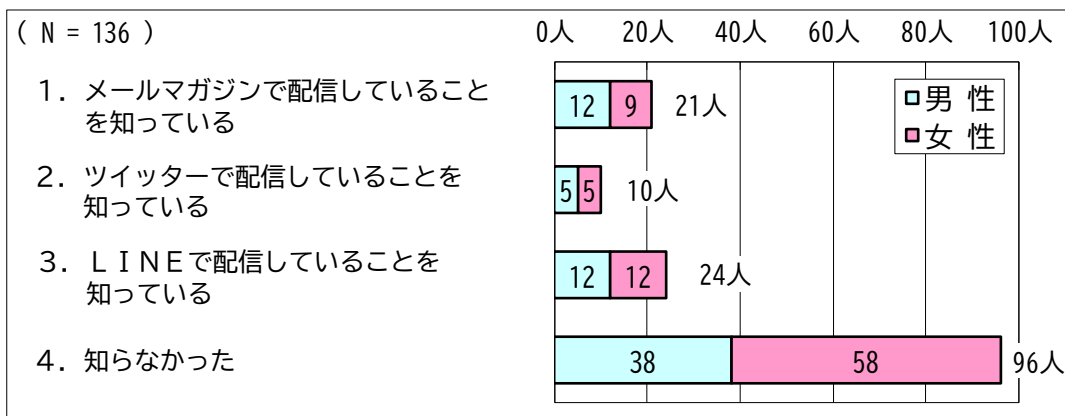 ( N = 136 )
0人 20人 40人 60人 80人 100人
1．メールマガジンで配信していること
を知っている
12 9 21人
男 性
女 性
2．ツイッターで配信していることを
知っている
5 5 10人
3．ＬＩＮＥで配信していることを
知っている
12 12 24人
4．知らなかった
38 58 96人